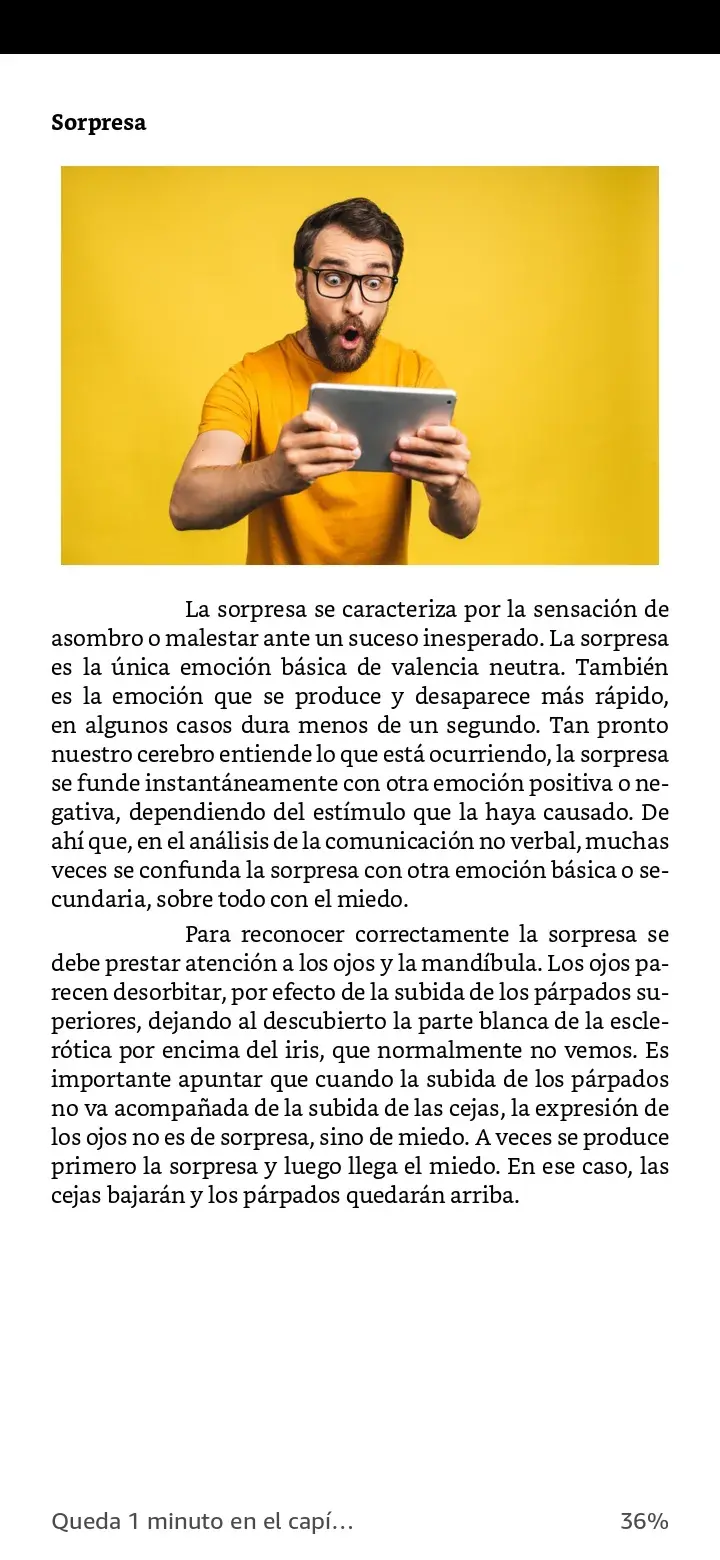 Sorpresa
La sorpresa se caracteriza por la sensación de
asombro o malestar ante un suceso inesperado. La sorpresa
es la única emoción básica de valencia neutra. También
es la emoción que se produce y desaparece más rápido,
en algunos casos dura menos de un segundo. Tan pronto
nuestro cerebro entiende lo que está ocurriendo, la sorpresa
se funde instantáneamente con otra emoción positiva o ne-
gativa, dependiendo del estímulo que la haya causado. De
ahí que, en el análisis de la comunicación no verbal, muchas
veces se confunda la sorpresa con otra emoción básica o se-
cundaria, sobre todo con el miedo.
Para reconocer correctamente la sorpresa se
debe prestar atención a los ojos y la mandíbula. Los ojos pa-
recen desorbitar, por efecto de la subida de los párpados su-
periores, dejando al descubierto la parte blanca de la escle-
rótica por encima del iris, que normalmente no vemos. Es
importante apuntar que cuando la subida de los párpados
no va acompañada de la subida de las cejas, la expresión de
los ojos no es de sorpresa, sino de miedo. A veces se produce
primero la sorpresa y luego llega el miedo. En ese caso, las
cejas bajarán y los párpados quedarán arriba.
Queda 1 minuto en el capí... 36%